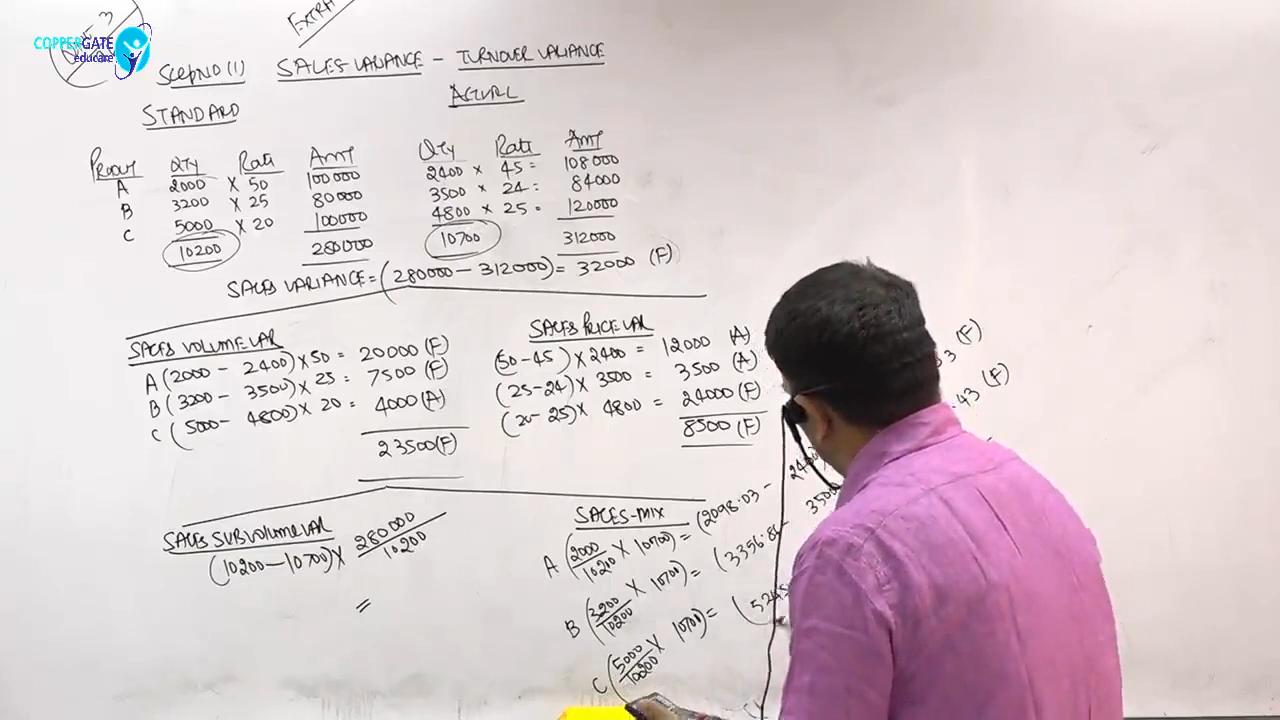 COPPERGATE
educare
3
EXTRA
SALES VARIANCE - TURNOVER VARIANCE
STANDARD
ACTUAL
PRODUCT QTY Rate AMT QTY Rate AMT
A 2000 × 50 100000 2400 × 45 = 108000
B 3200 × 25 80000 3500 × 24 = 84000
C 5000 × 20 100000 4800 × 25 = 120000
10200 280000 10700 312000
SALES VARIANCE = (280000 - 312000) = 32000 (F)
SALES VOLUME VAR
A (2000 - 2400) × 50 = 20000 (F)
B (3200 - 3500) × 25 = 7500 (F)
C (5000 - 4800) × 20 = 4000 (A)
23500 (F)
SALES PRICE VAR
(50-45) × 2400 = 12000 (A)
(25-24) × 3500 = 3500 (A)
(20-25) × 4800 = 24000 (F)
8500 (F)
SALES SUB VOLUME VAR
(10200 - 10700) × 280000/10200
=
SALES-MIX
A (2000/10200 × 10700) = (2098.03 - (F)
B (3200/10200 × 10700) = (3356.86 - 3500 .43 (F)
C (5000/10200 × 10700) =